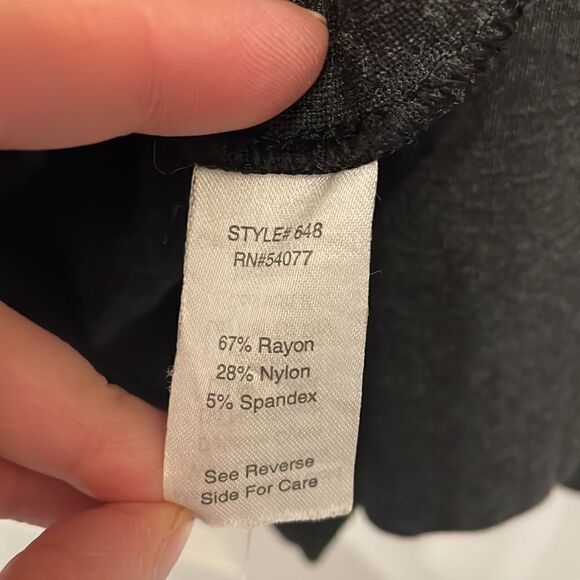 STYLE# 648
RN#54077
67% Rayon
28% Nylon
5% Spandex
See Reverse
Side For Care